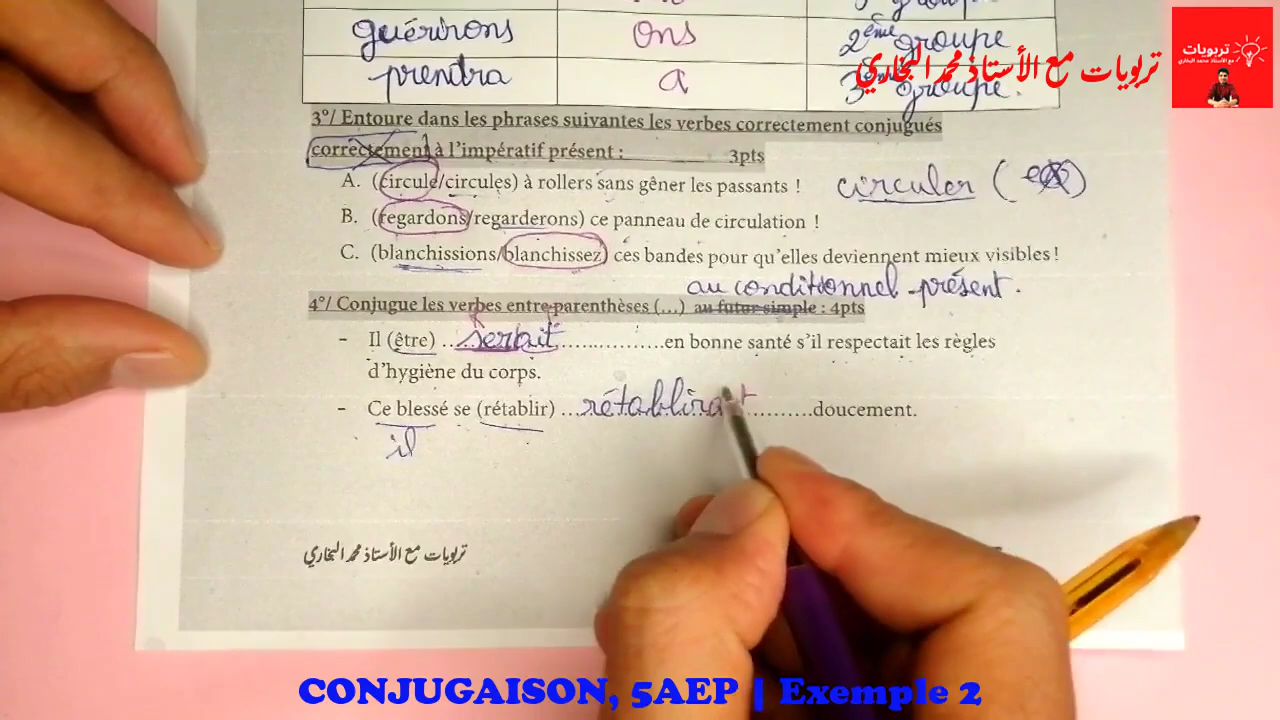 guérirons ons 2ème groupe
prendra a 3ème groupe.
تربويات مع الأستاذ محمد البخاري
تربويات
مع الأستاذ محمد البخاري
3°/ Entoure dans les phrases suivantes les verbes correctement conjugués
correctement à l'impératif présent : 3pts
A. (circule/circules) à rollers sans gêner les passants ! circuler (
B. (regardons/regarderons) ce panneau de circulation !
C. (blanchissions/blanchissez) ces bandes pour qu'elles deviennent mieux visibles !
au conditionnel présent.
4°/ Conjugue les verbes entre parenthèses (…) au futur simple : 4pts
- Il (être) … serait ……………en bonne santé s'il respectait les règles
d'hygiène du corps.
- Ce blessé se (rétablir) … rétablirait ………doucement.
il
تربويات مع الأستاذ محمد البخاري
CONJUGAISON, 5AEP | Exemple 2